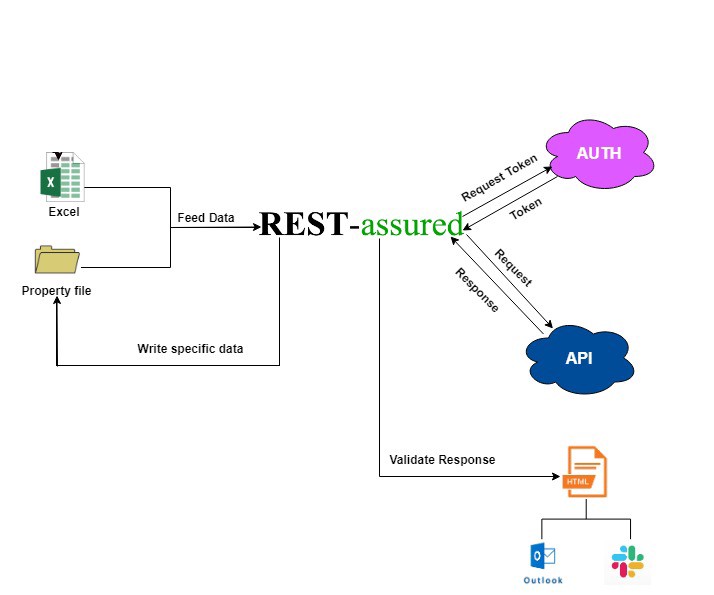 AUTH
Request Token
Token
X
Excel
Feed Data
REST-assured
Request
Response
Property file
Write specific data
API
Validate Response
HTML
O
Outlook